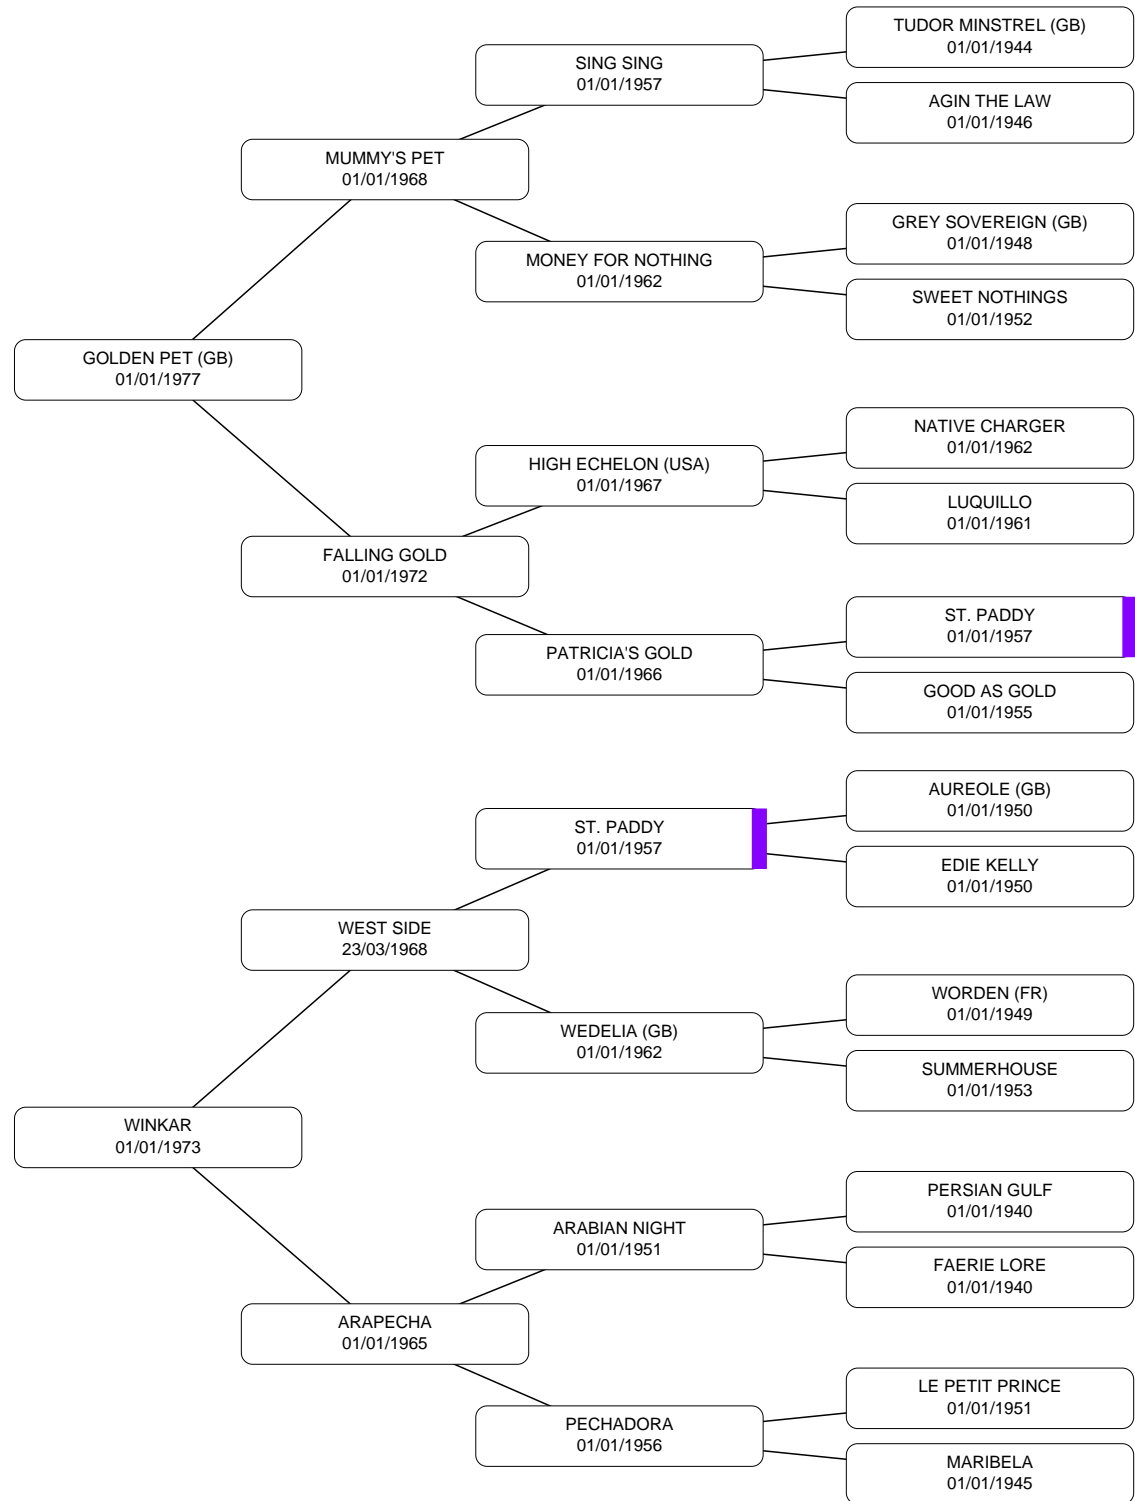 TUDOR MINSTREL (GB)
01/01/1944
SING SING
01/01/1957
AGIN THE LAW
01/01/1946
MUMMY'S PET
01/01/1968
GREY SOVEREIGN (GB)
01/01/1948
MONEY FOR NOTHING
01/01/1962
SWEET NOTHINGS
01/01/1952
GOLDEN PET (GB)
01/01/1977
NATIVE CHARGER
01/01/1962
HIGH ECHELON (USA)
01/01/1967
LUQUILLO
01/01/1961
FALLING GOLD
01/01/1972
ST. PADDY
01/01/1957
PATRICIA'S GOLD
01/01/1966
GOOD AS GOLD
01/01/1955
AUREOLE (GB)
01/01/1950
ST. PADDY
01/01/1957
EDIE KELLY
01/01/1950
WEST SIDE
23/03/1968
WORDEN (FR)
01/01/1949
WEDELIA (GB)
01/01/1962
SUMMERHOUSE
01/01/1953
WINKAR
01/01/1973
PERSIAN GULF
01/01/1940
ARABIAN NIGHT
01/01/1951
FAERIE LORE
01/01/1940
ARAPECHA
01/01/1965
LE PETIT PRINCE
01/01/1951
PECHADORA
01/01/1956
MARIBELA
01/01/1945